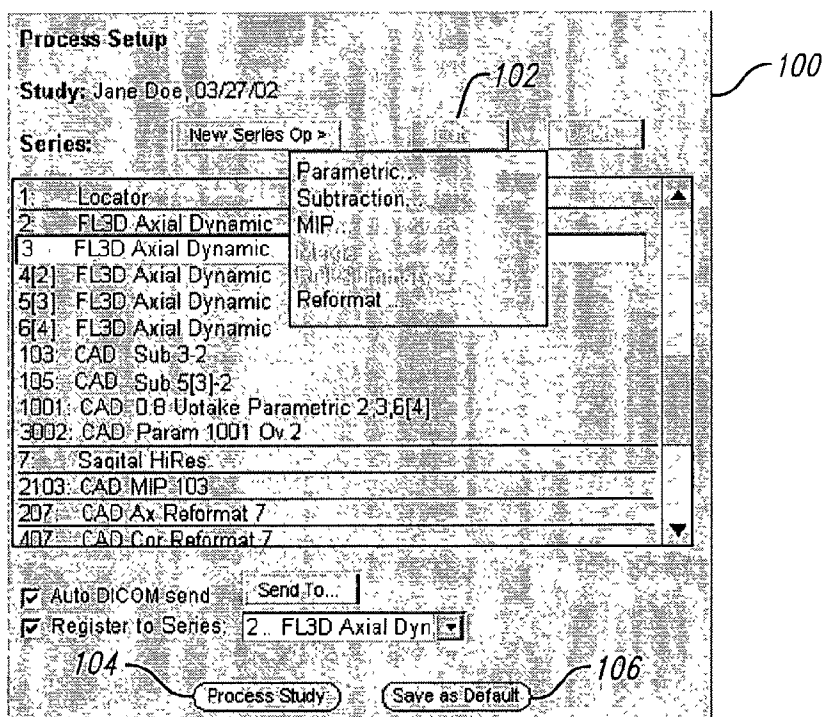 Process Setup
100
Study: Jane Doe, 03/27/02
102
Series:
New Series Op >
Parametric...
Subtraction...
MIP...
Reformat ...
1: Locator
2: FL3D Axial Dynamic
3 FL3D Axial Dynamic
4[2] FL3D Axial Dynamic
5[3] FL3D Axial Dynamic
6[4] FL3D Axial Dynamic
103: CAD Sub 3-2
105: CAD Sub 5[3]-2
1001: CAD 0.8 Uptake Parametric 2,3,6[4]
3002: CAD Param 1001 Ov 2
7: Sagital HiRes
2103: CAD MIP 103
207: CAD Ax Reformat 7
407: CAD Cor Reformat 7
Auto DICOM send
Send To...
Register to Series:
2. FL3D Axial Dyn
104
106
Process Study
Save as Default